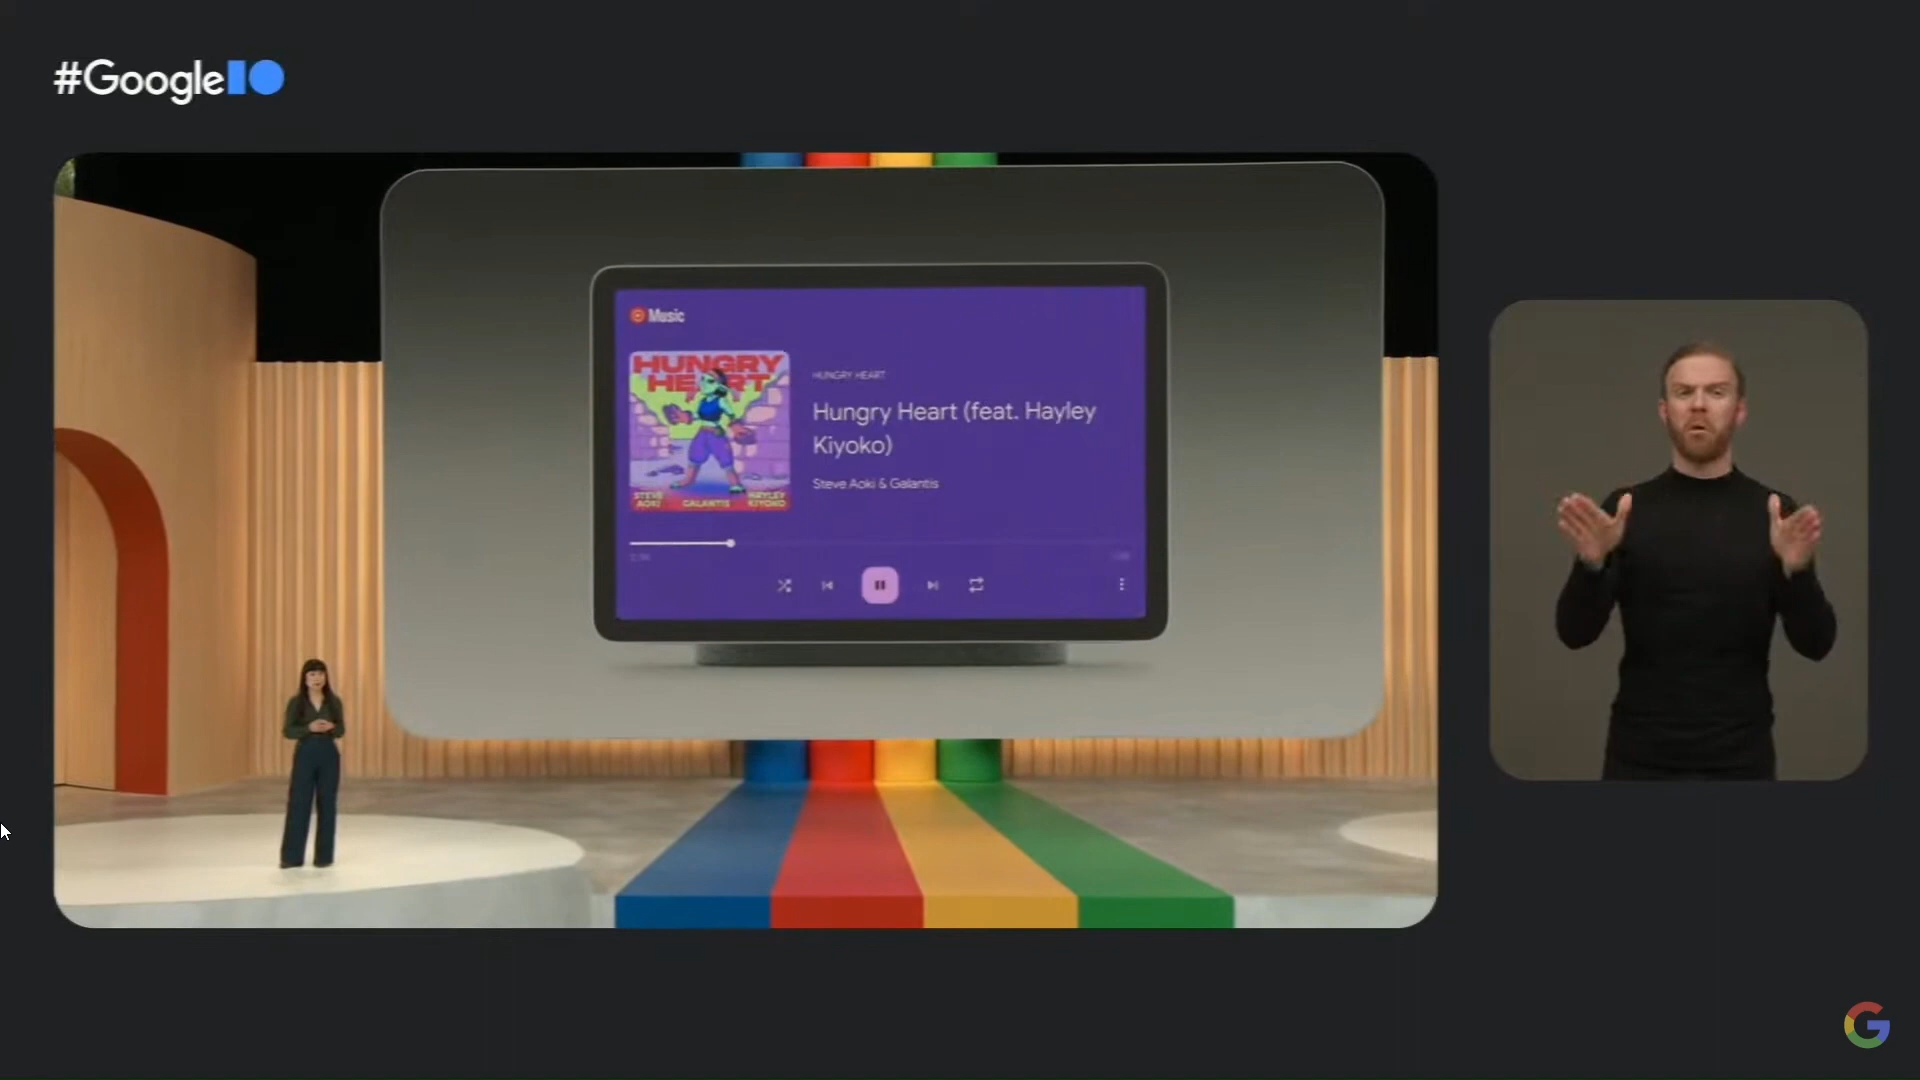 #GoogleIO
Music
HUNGRY
HEART
STEVE
AOKI
GALANTIS
HAYLEY
KIYOKO
HUNGRY HEART
Hungry Heart (feat. Hayley
Kiyoko)
Steve Aoki & Galantis
G